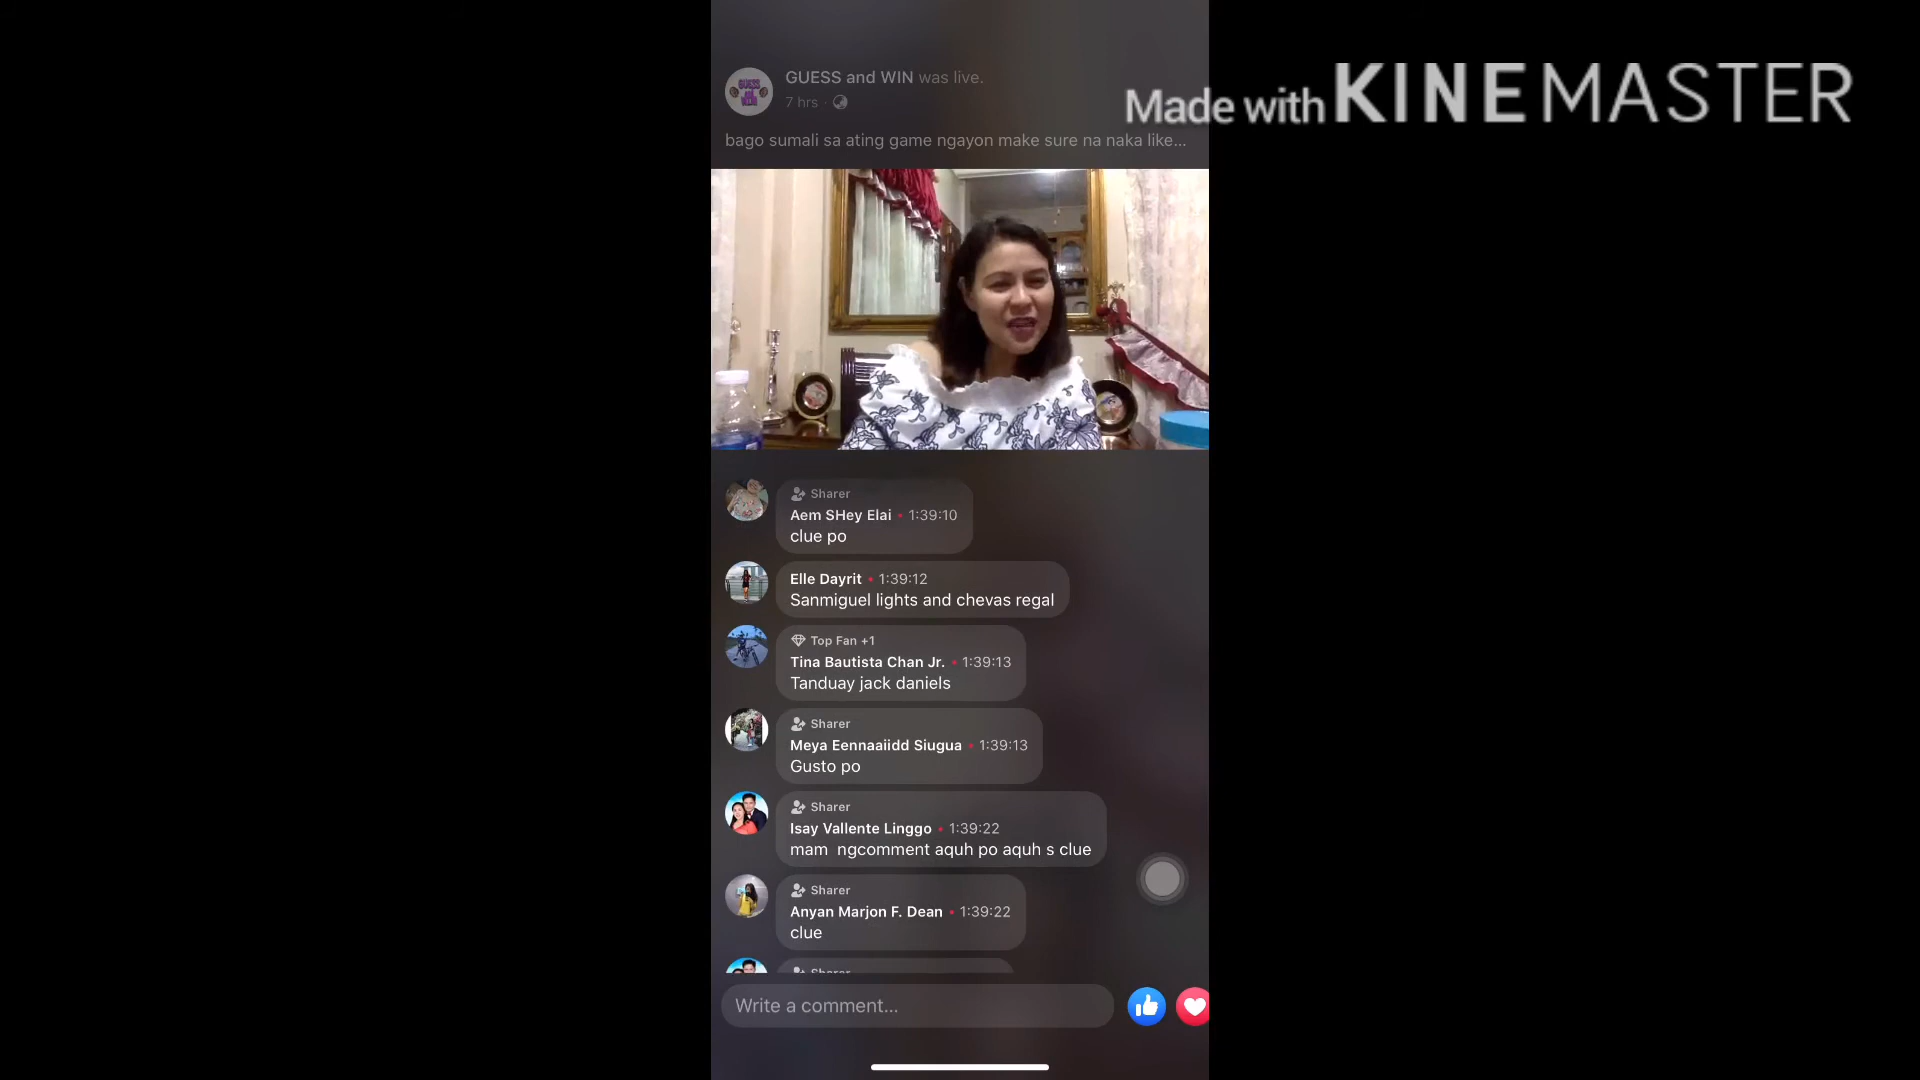 GUESS and WIN was live.
7 hrs ·
Made with KINEMASTER
bago sumali sa ating game ngayon make sure na naka like...
Sharer
Aem SHey Elai • 1:39:10
clue po
Elle Dayrit • 1:39:12
Sanmiguel lights and chevas regal
Top Fan +1
Tina Bautista Chan Jr. • 1:39:13
Tanduay jack daniels
Sharer
Meya Eennaaiidd Siugua • 1:39:13
Gusto po
Sharer
Isay Vallente Linggo • 1:39:22
mam ngcomment aquh po aquh s clue
Sharer
Anyan Marjon F. Dean • 1:39:22
clue
Sharer
Write a comment...